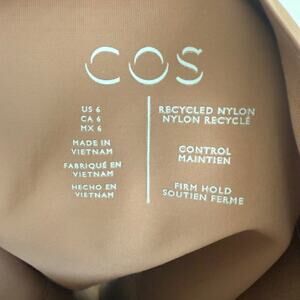 COS
US 6
CA 6
MX 6
MADE IN
VIETNAM
FABRIQUÉ EN
VIETNAM
HECHO EN
VIETNAM
RECYCLED NYLON
NYLON RECYCLÉ
CONTROL
MAINTIEN
FIRM HOLD
SOUTIEN FERME